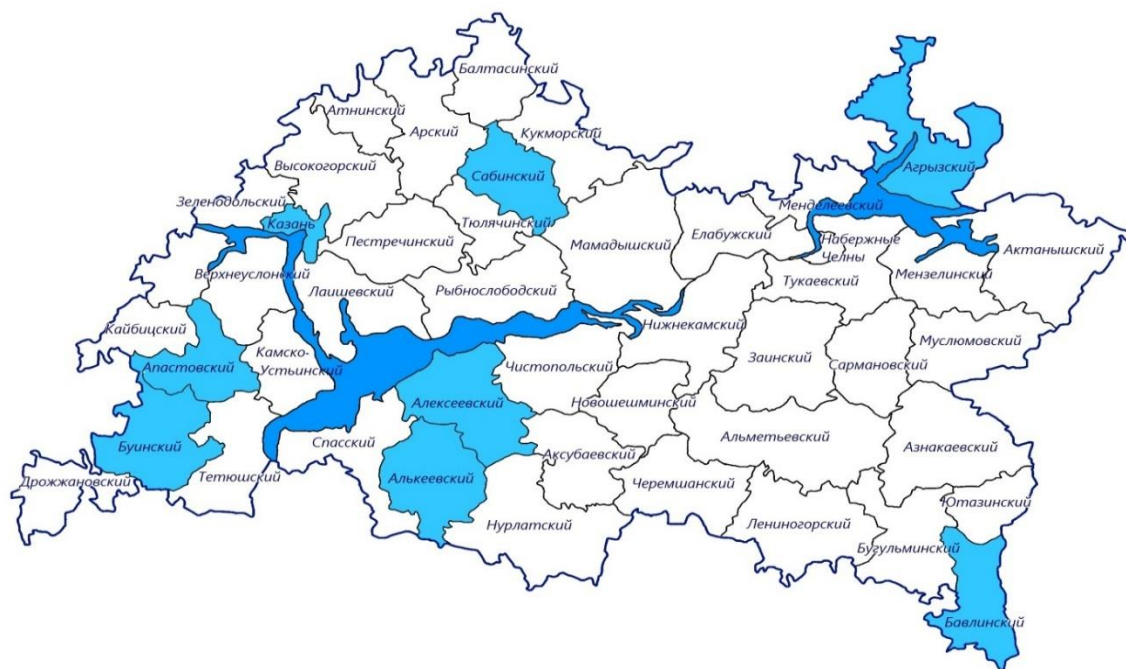 Балтасинский
Атнинский
Арский
Кукморский
Высокогорский
Сабинский
Агрызский
Зеленодольский
Казань
Менделеевский
Тюлячинский
Пестречинский
Мамадышский
Елабужский
Набережные
Челны
Актанышский
Верхнеуслонский
Мензелинский
Лаишевский
Рыбнослободский
Тукаевский
Кайбицский
Нижнекамский
Камско-
Устьинский
Муслюмовский
Апастовский
Чистопольский
Заинский
Сармановский
Алексеевский
Новошешминский
Буинский
Спасский
Альметьевский
Азнакаевский
Аксубаевский
Тетюшский
Алькеевский
Дрожжановский
Черемшанский
Ютазинский
Нурлатский
Лениногорский
Бугульминский
Бавлинский